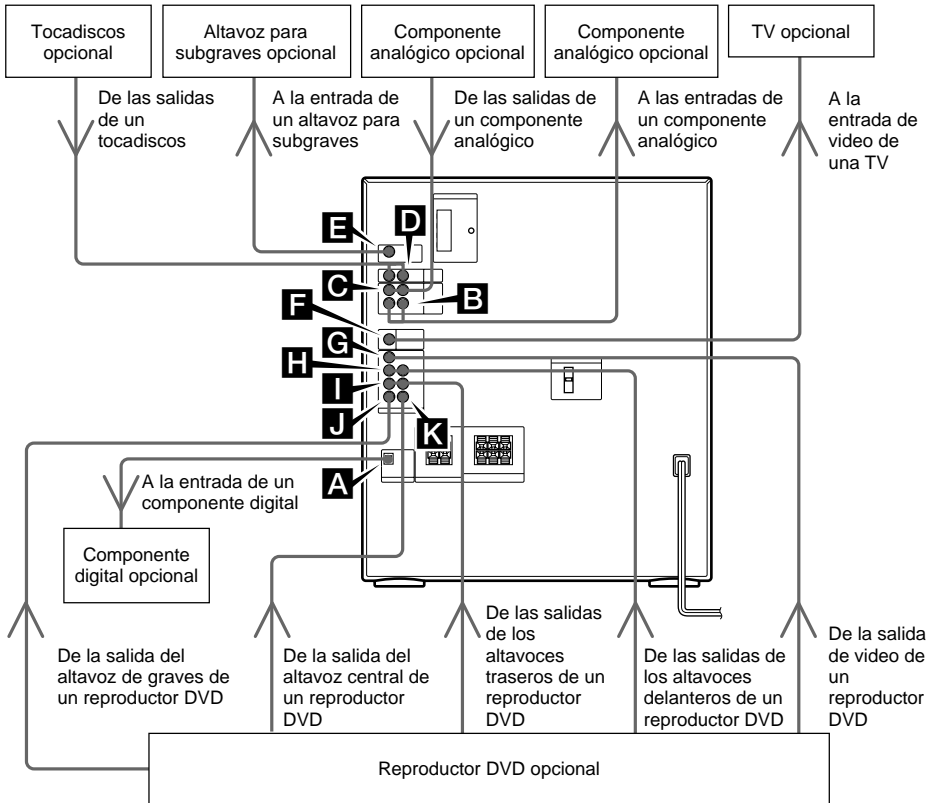 Tocadiscos
opcional
Altavoz para
subgraves opcional
Componente
analógico opcional
Componente
analógico opcional
TV opcional
De las salidas
de un
tocadiscos
A la entrada de
un altavoz para
subgraves
De las salidas de
un componente
analógico
A las entradas de
un componente
analógico
A la
entrada de
video de
una TV
E
D
C
B
F
G
H
I
J
K
A
A la entrada de un
componente digital
Componente
digital opcional
De la salida del
altavoz de graves de
un reproductor DVD
De la salida del
altavoz central de
un reproductor
DVD
De las salidas
de los
altavoces
traseros de un
reproductor
DVD
De las salidas de
los altavoces
delanteros de un
reproductor DVD
De la salida
de video de
un
reproductor
DVD
Reproductor DVD opcional